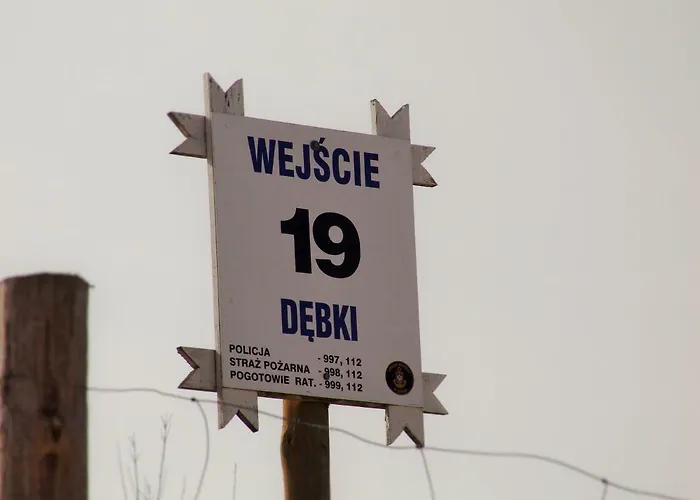 WEJŚCIE
19
DĘBKI
POLICJA - 997, 112
STRAŻ POŻARNA - 998, 112
POGOTOWIE RAT. - 999, 112